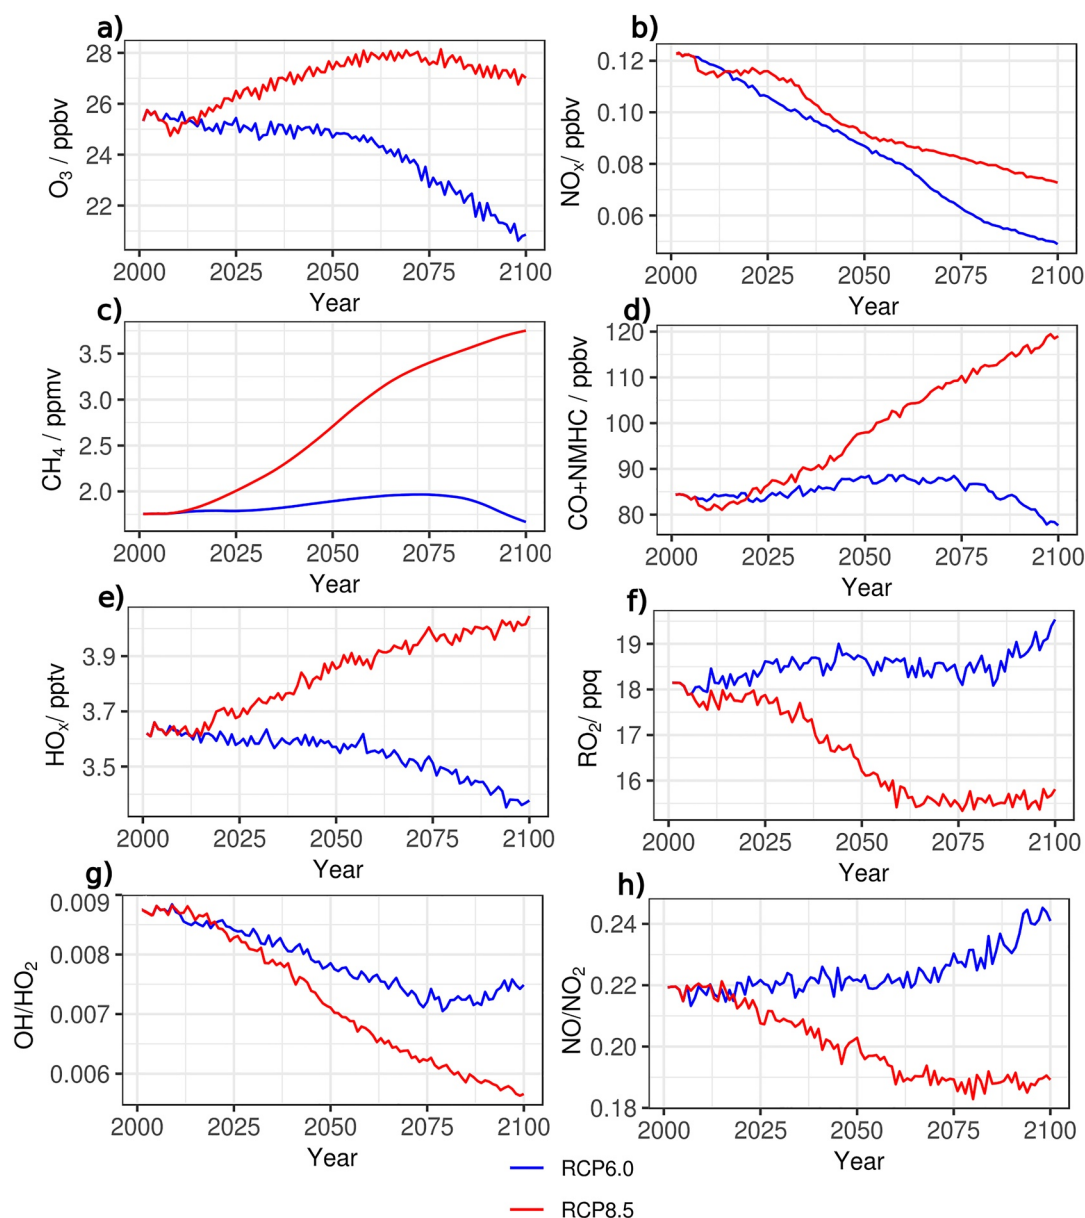 a)
28
26
24
22
O3 / ppbv
2000 2025 2050 2075 2100
Year
b)
0.12
0.10
0.08
0.06
NOx/ ppbv
2000 2025 2050 2075 2100
Year
c)
3.5
3.0
2.5
2.0
CH4 / ppmv
2000 2025 2050 2075 2100
Year
d)
120
110
100
90
80
CO+NMHC / ppbv
2000 2025 2050 2075 2100
Year
e)
3.9
3.7
3.5
HOx/ pptv
2000 2025 2050 2075 2100
Year
f)
19
18
17
16
RO2/ ppq
2000 2025 2050 2075 2100
Year
g)
0.009
0.008
0.007
0.006
OH/HO2
2000 2025 2050 2075 2100
Year
h)
0.24
0.22
0.20
0.18
NO/NO2
2000 2025 2050 2075 2100
Year
RCP6.0
RCP8.5